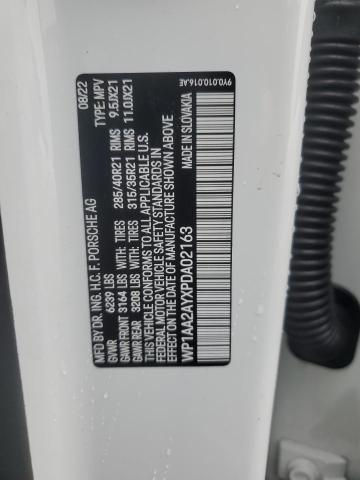 MFD BY DR. ING. H.C. F. PORSCHE AG 08/22
GVWR 6239 LBS TYPE: MPV
GAWR FRONT 3164 LBS WITH: TIRES 285/40R21 RIMS 9.5JX21
GAWR REAR 3208 LBS WITH: TIRES 315/35R21 RIMS 11.0JX21
THIS VEHICLE CONFORMS TO ALL APPLICABLE U.S.
FEDERAL MOTOR VEHICLE SAFETY STANDARDS IN
EFFECT ON THE DATE OF MANUFACTURE SHOWN ABOVE
WP1AA2AYXPDA02163 MADE IN SLOVAKIA
9Y0.010.016.AE